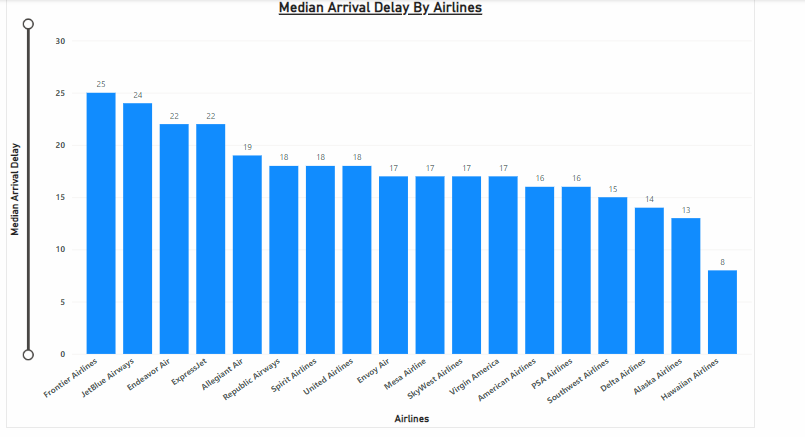 Median Arrival Delay By Airlines
Median Arrival Delay
30
25
20
15
10
5
0
25
24
22
22
19
18
18
18
17
17
17
17
16
16
15
14
13
8
Frontier Airlines
JetBlue Airways
Endeavor Air
ExpressJet
Allegiant Air
Republic Airways
Spirit Airlines
United Airlines
Envoy Air
Mesa Airline
SkyWest Airlines
Virgin America
American Airlines
PSA Airlines
Southwest Airlines
Delta Airlines
Alaska Airlines
Hawaiian Airlines
Airlines